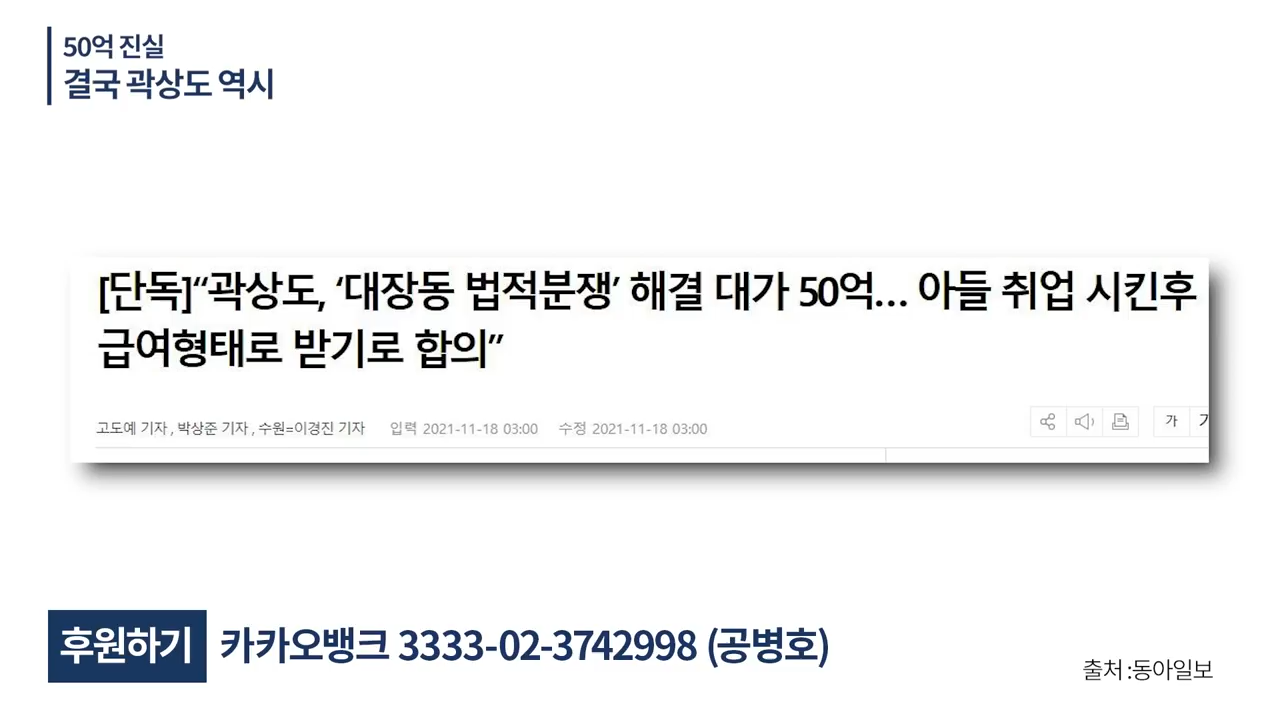 50억 진실
결국 곽상도 역시
[단독]“곽상도, ‘대장동 법적분쟁’ 해결 대가 50억… 아들 취업 시킨후
급여형태로 받기로 합의”
고도예 기자 , 박상준 기자 , 수원=이경진 기자 입력 2021-11-18 03:00 수정 2021-11-18 03:00
가
후원하기 카카오뱅크 3333-02-3742998 (공병호)
출처 :동아일보